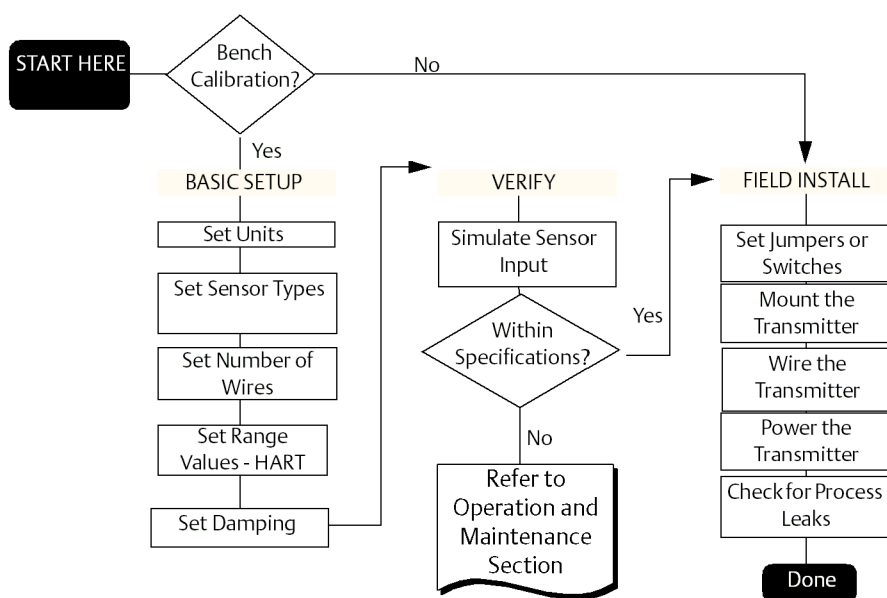 START HERE
Bench
Calibration?
No
Yes
BASIC SETUP
Set Units
Set Sensor Types
Set Number of
Wires
Set Range
Values - HART
Set Damping
VERIFY
Simulate Sensor
Input
Within
Specifications?
Yes
No
Refer to
Operation and
Maintenance
Section
FIELD INSTALL
Set Jumpers or
Switches
Mount the
Transmitter
Wire the
Transmitter
Power the
Transmitter
Check for Process
Leaks
Done